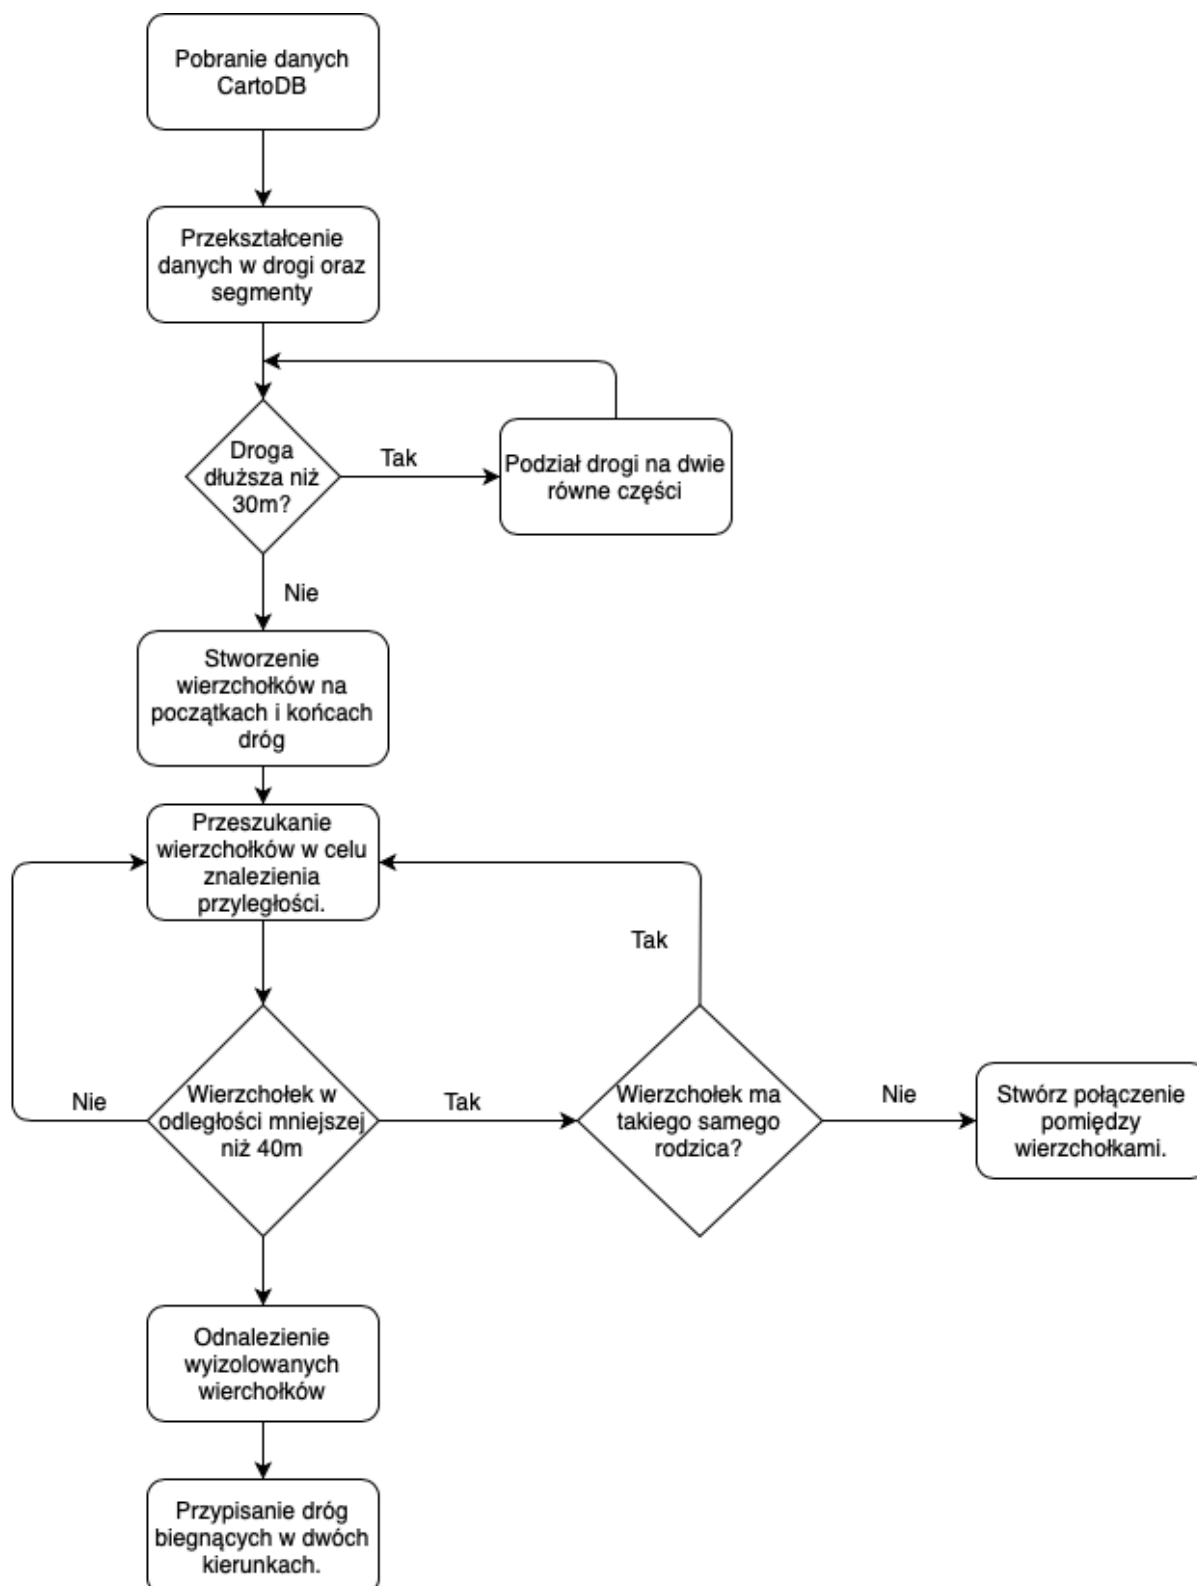 Pobranie danych
CartoDB
Przekształcenie
danych w drogi oraz
segmenty
Droga
dłuższa niż
30m?
Tak
Podział drogi na dwie
równe części
Nie
Stworzenie
wierzchołków na
początkach i końcach
dróg
Przeszukanie
wierzchołków w celu
znalezienia
przyległości.
Tak
Nie
Wierzchołek w
odległości mniejszej
niż 40m
Tak
Wierzchołek ma
takiego samego
rodzica?
Nie
Stwórz połączenie
pomiędzy
wierzchołkami.
Odnalezienie
wyizolowanych
wierchołków
Przypisanie dróg
biegnących w dwóch
kierunkach.